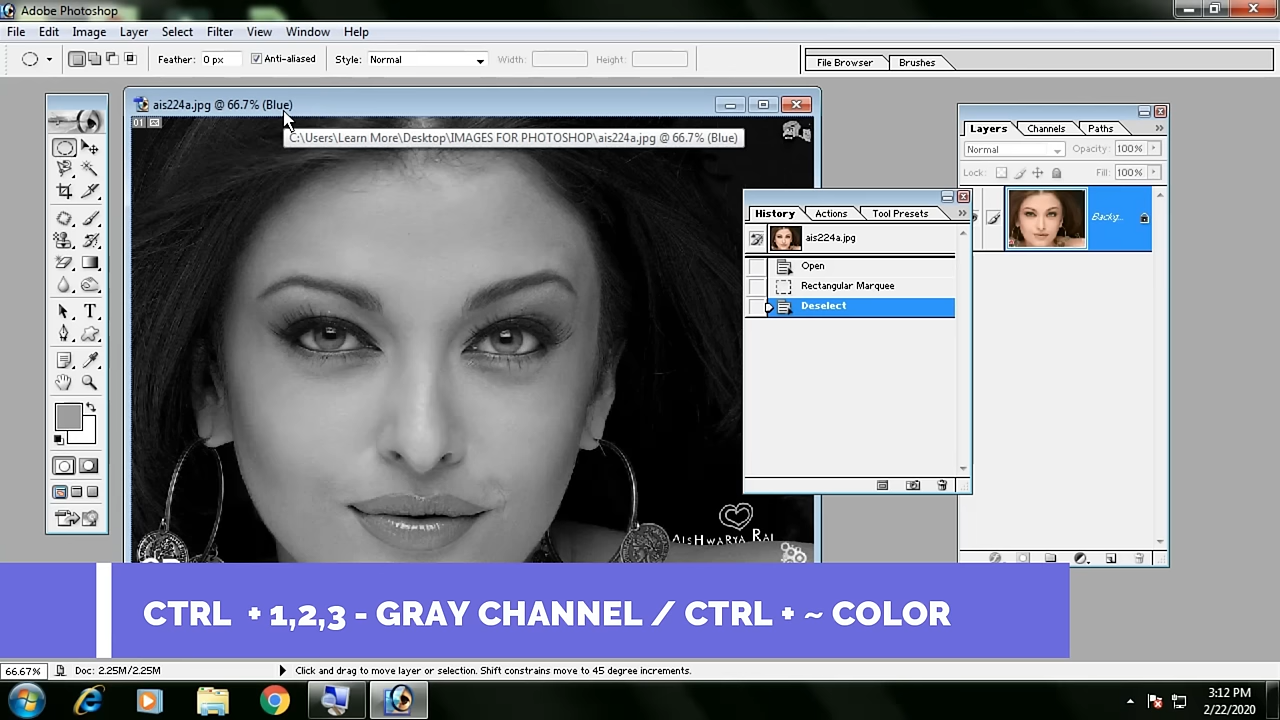 Adobe Photoshop
File Edit Image Layer Select Filter View Window Help
Feather: 0 px Anti-aliased Style: Normal Width: Height: File Browser Brushes
ais224a.jpg @ 66.7% (Blue)
01
C:\Users\Learn More\Desktop\IMAGES FOR PHOTOSHOP\ais224a.jpg @ 66.7% (Blue)
Layers Channels Paths
Normal Opacity: 100%
Lock: Fill: 100%
Backg...
History Actions Tool Presets
ais224a.jpg
Open
Rectangular Marquee
Deselect
T
AisHwarya Rai
CTRL + 1,2,3 - GRAY CHANNEL / CTRL + ~ COLOR
66.67% Doc: 2.25M/2.25M Click and drag to move layer or selection. Shift constrains move to 45 degree increments.
3:12 PM
2/22/2020